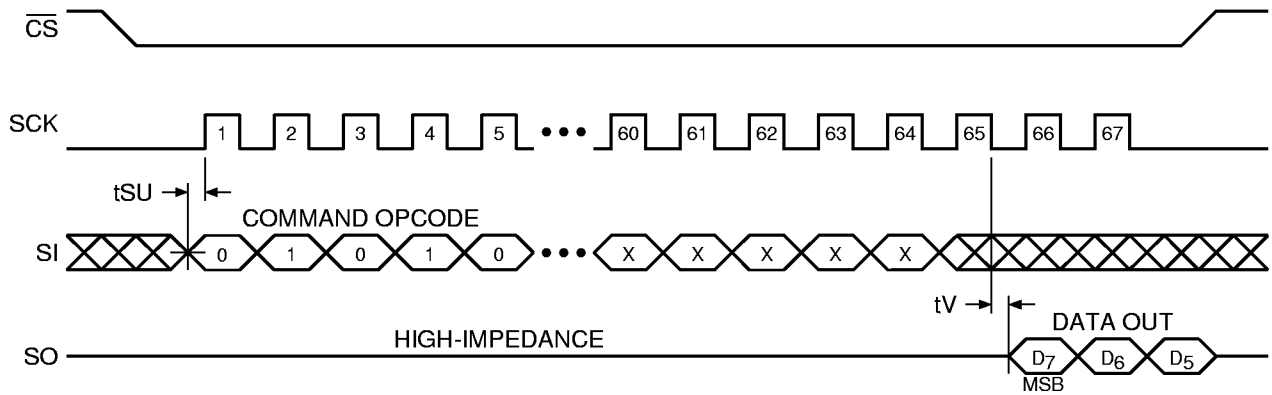 CS
SCK 1 2 3 4 5 60 61 62 63 64 65 66 67
tSU
COMMAND OPCODE
SI 0 1 0 1 0 X X X X X
tV
DATA OUT
HIGH-IMPEDANCE
SO D7 D6 D5
MSB